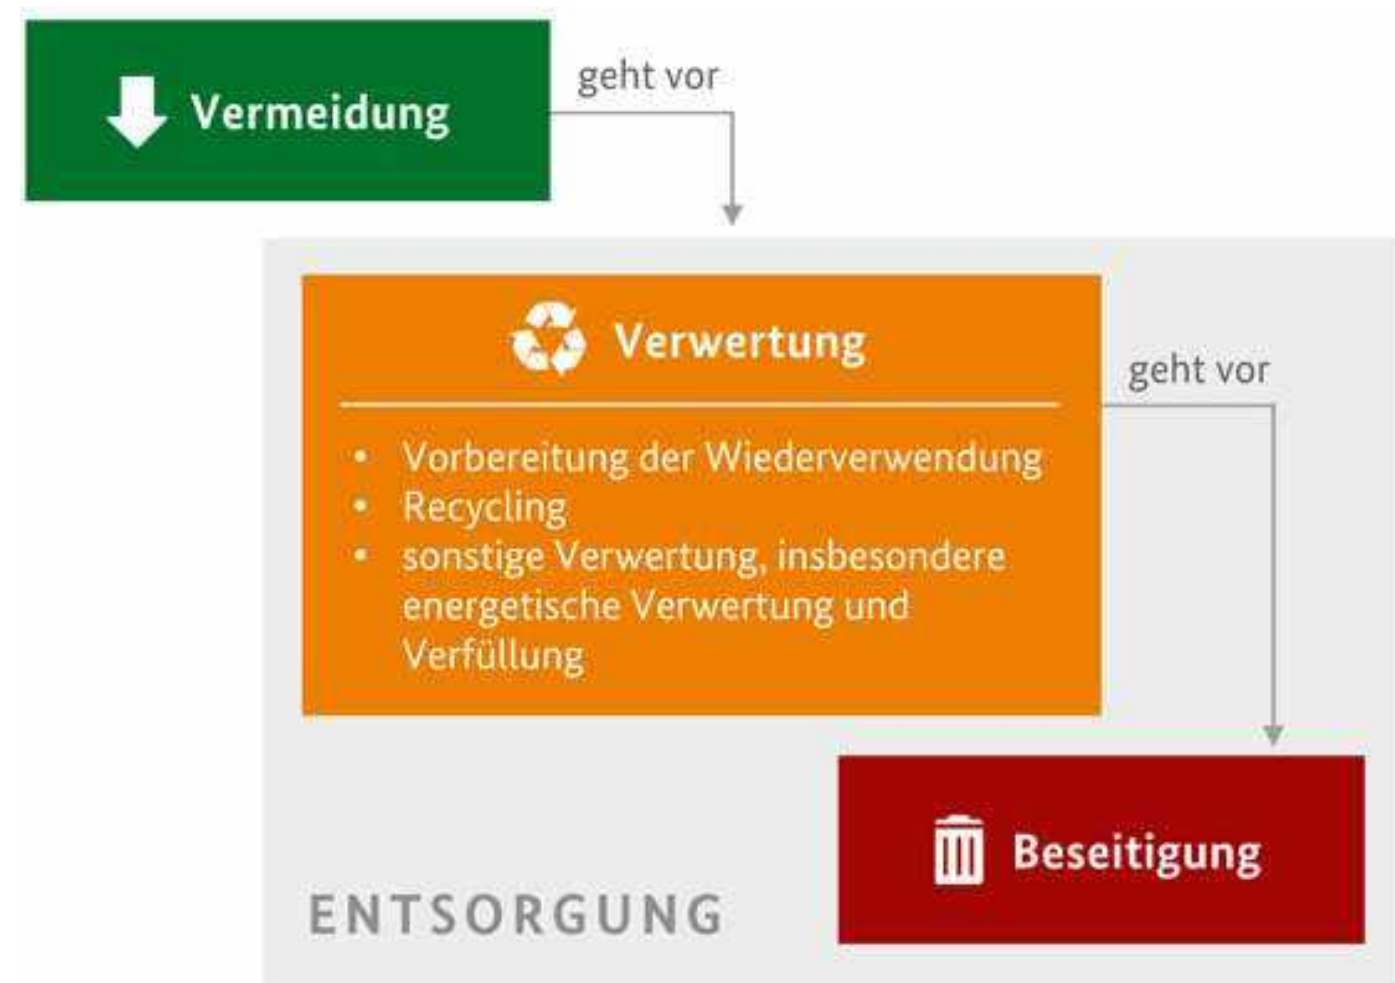 Vermeidung
geht vor
Verwertung
geht vor
• Vorbereitung der Wiederverwendung
• Recycling
• sonstige Verwertung, insbesondere
energetische Verwertung und
Verfüllung
Beseitigung
ENTSORGUNG